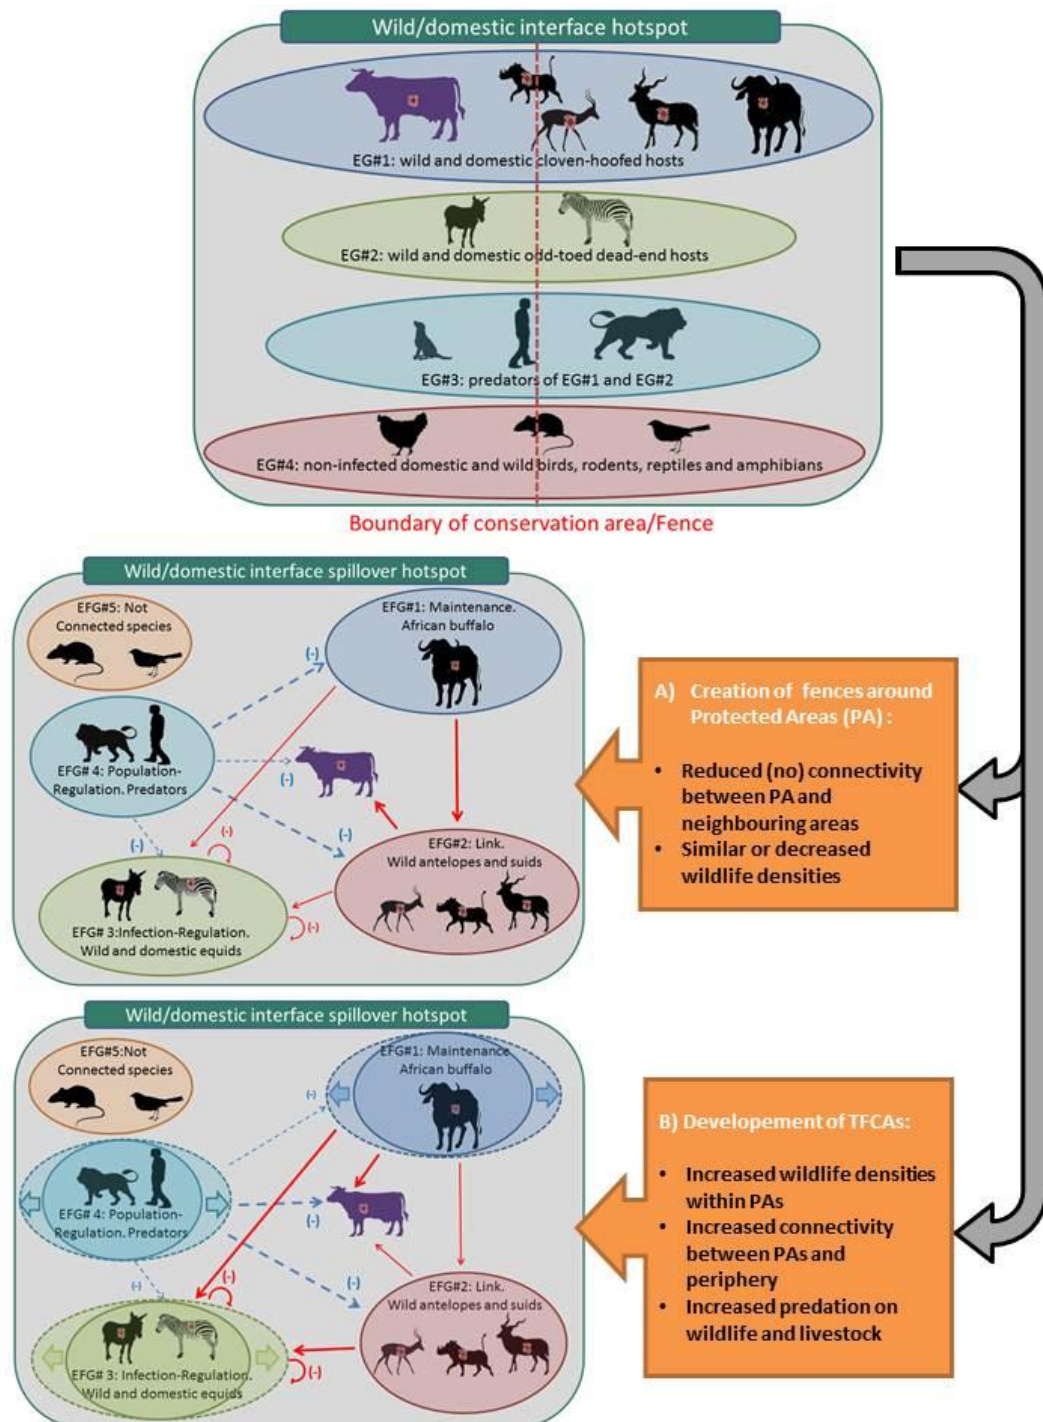 Wild/domestic interface hotspot
EG#1: wild and domestic cloven-hoofed hosts
EG#2: wild and domestic odd-toed dead-end hosts
EG#3: predators of EG#1 and EG#2
EG#4: non-infected domestic and wild birds, rodents, reptiles and amphibians
Boundary of conservation area/Fence
Wild/domestic interface spillover hotspot
EFG#5: Not
Connected species
EFG#1: Maintenance.
African buffalo
(-)
EFG# 4: Population-
Regulation. Predators
(-)
(-)
(-)
(-)
EFG#2: Link.
Wild antelopes and suids
(-)
EFG# 3:Infection-Regulation.
Wild and domestic equids
A) Creation of fences around
Protected Areas (PA) :
• Reduced (no) connectivity
between PA and
neighbouring areas
• Similar or decreased
wildlife densities
Wild/domestic interface spillover hotspot
EFG#5:Not
Connected species
EFG#1: Maintenance
African buffalo
(-)
EFG# 4: Population-
Regulation. Predators
(-)
(-)
(-)
(-)
EFG#2: Link.
Wild antelopes and suids
(-)
EFG# 3: Infection-Regulation.
Wild and domestic equids
B) Developement of TFCAs:
• Increased wildlife densities
within PAs
• Increased connectivity
between PAs and
periphery
• Increased predation on
wildlife and livestock